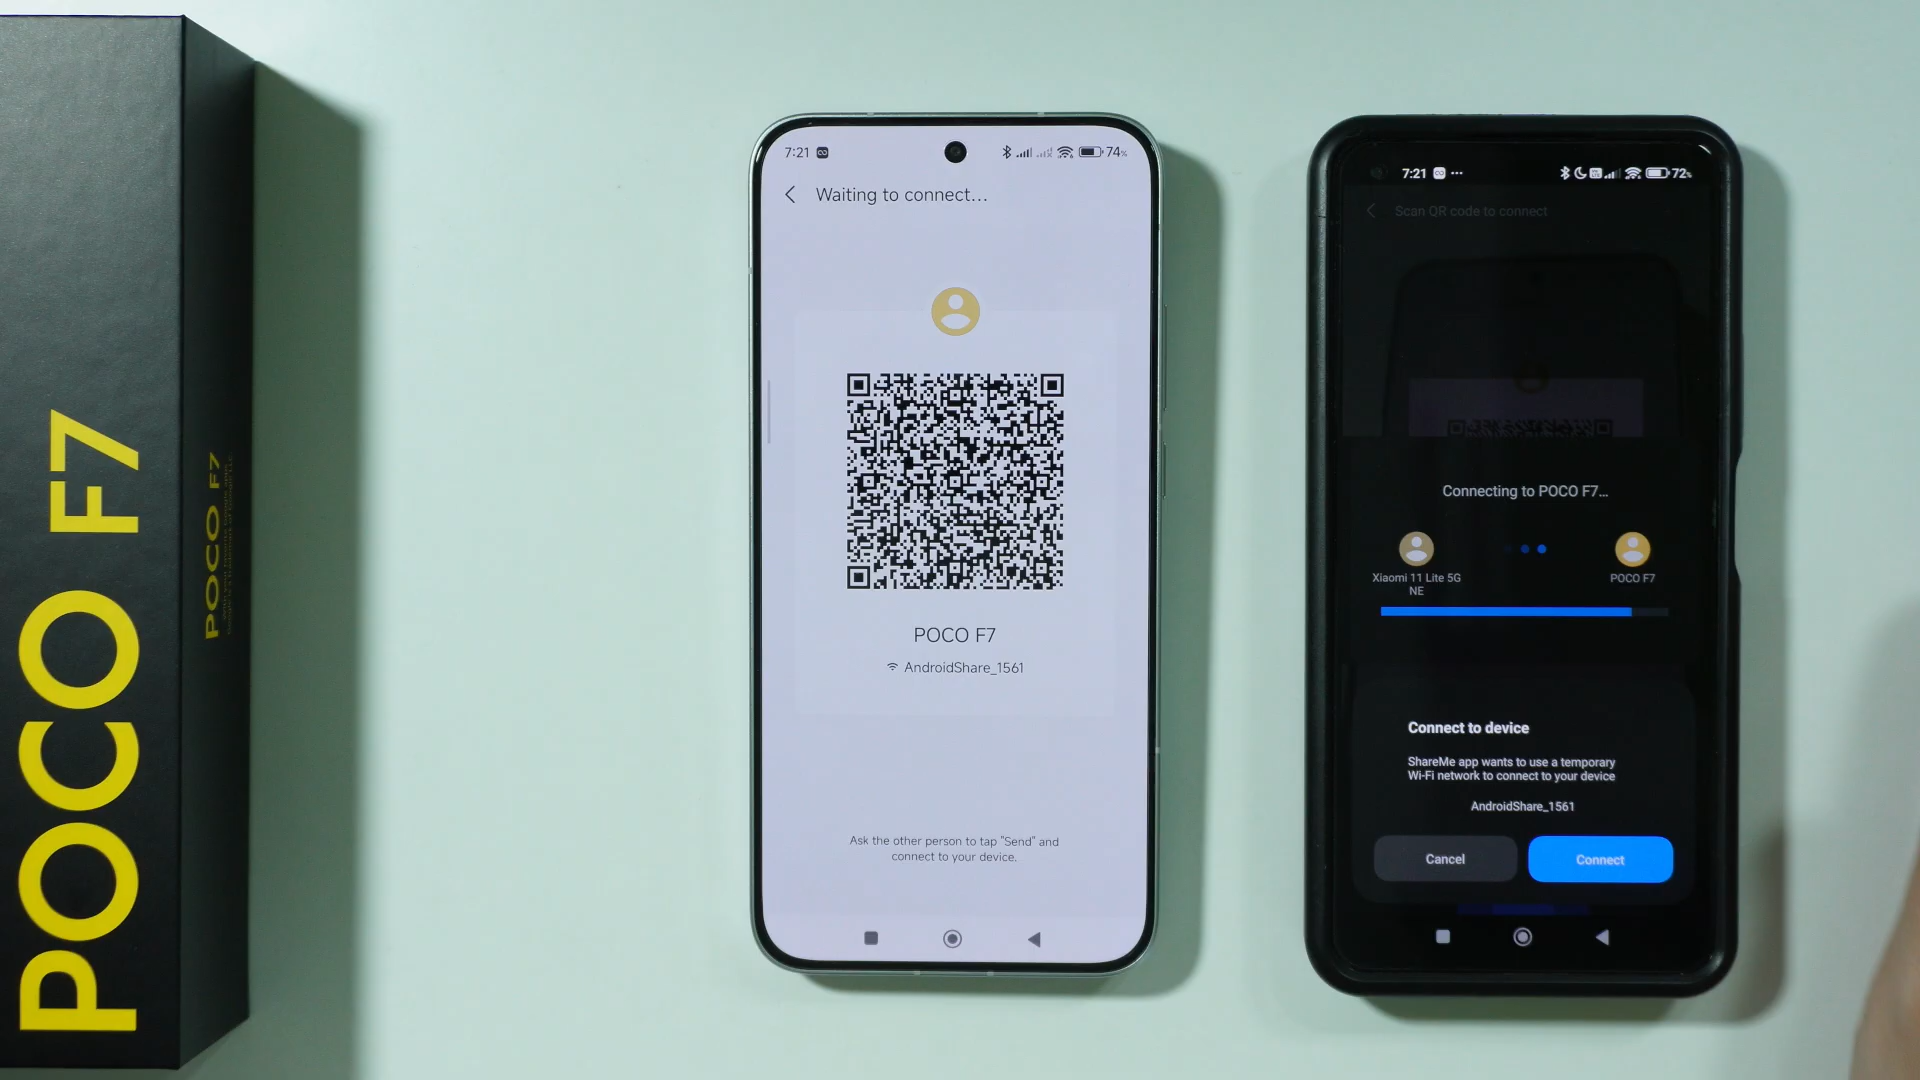 POCO F7
POCO F7
7:21
74%
Waiting to connect...
POCO F7
AndroidShare_1561
Ask the other person to tap "Send" and
connect to your device.
7:21
72%
Scan QR code to connect
Connecting to POCO F7...
Xiaomi 11 Lite 5G
NE
POCO F7
Connect to device
ShareMe app wants to use a temporary
Wi-Fi network to connect to your device
AndroidShare_1561
Cancel
Connect